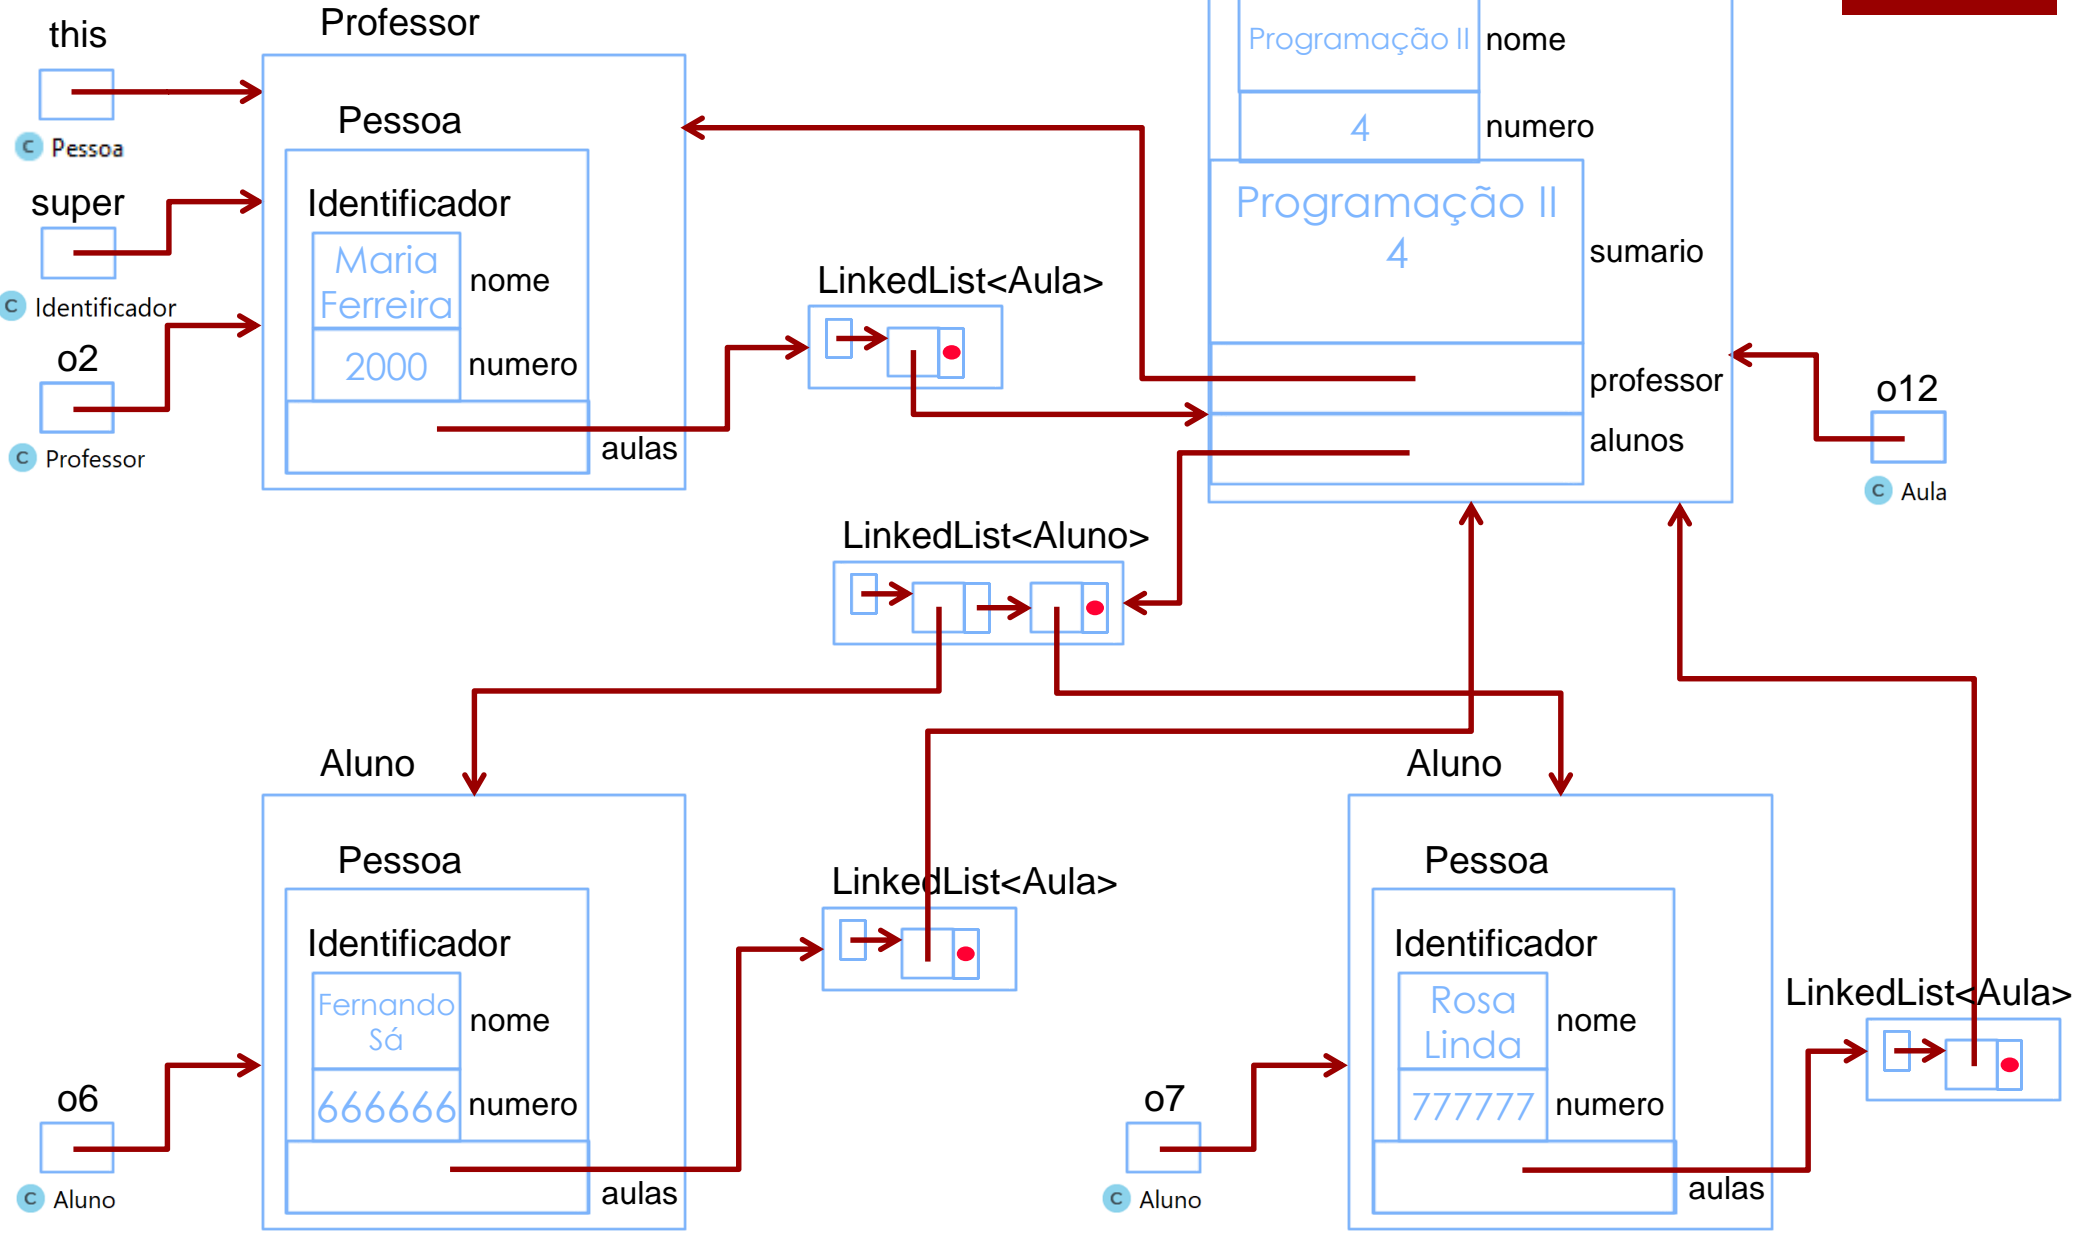 this
C Pessoa
super
C Identificador
o2
C Professor
Professor
Pessoa
Identificador
Maria
Ferreira
nome
2000
numero
aulas
LinkedList<Aula>
Programação II
nome
4
numero
Programação II
4
sumario
professor
alunos
o12
C Aula
LinkedList<Aluno>
Aluno
Pessoa
Identificador
Fernando
Sá
nome
666666
numero
aulas
o6
C Aluno
LinkedList<Aula>
Aluno
Pessoa
Identificador
Rosa
Linda
nome
777777
numero
aulas
o7
C Aluno
LinkedList<Aula>